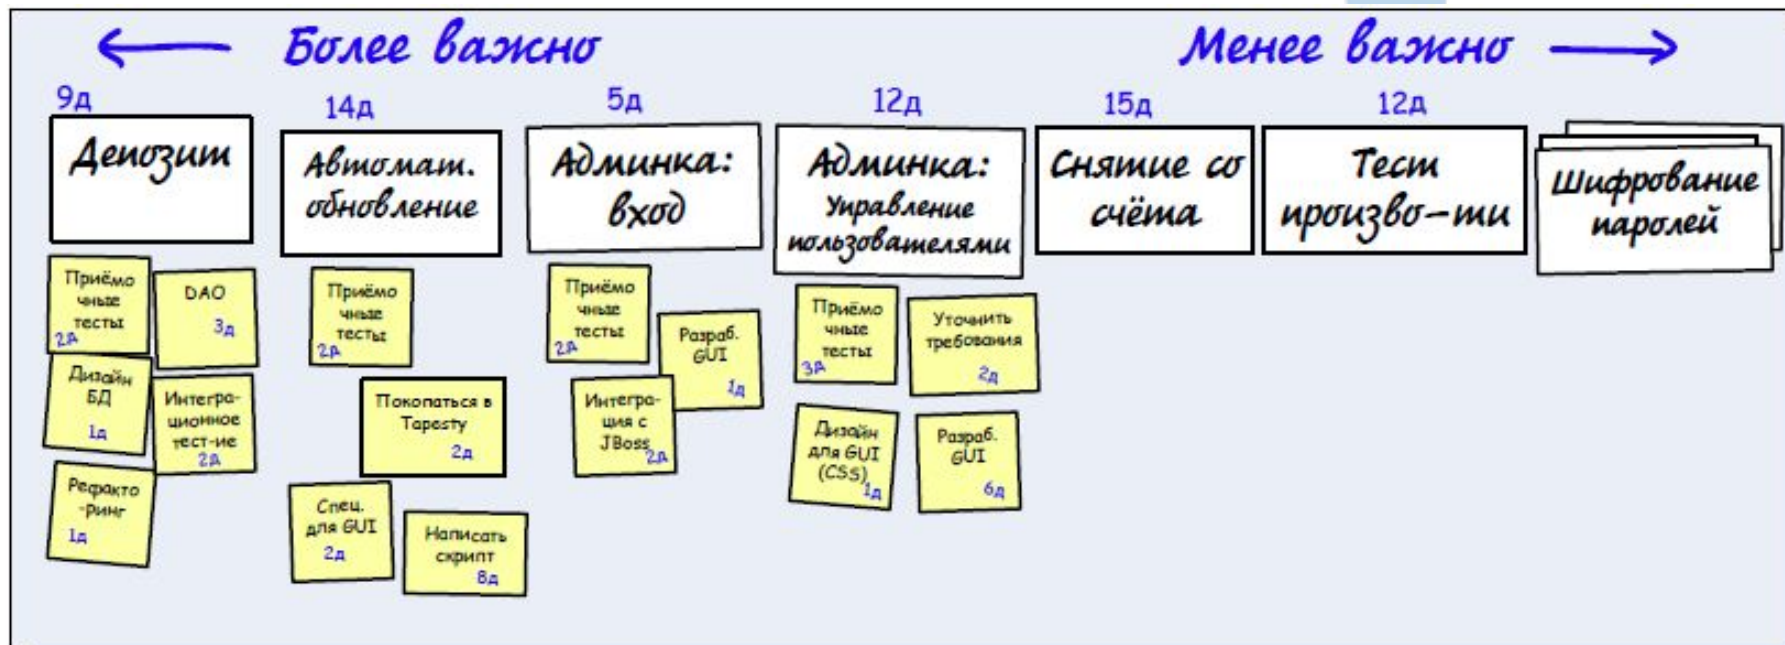 Более важно
Менее важно
9д
Депозит
Приёмо
чные
тесты
2д
DAO
3д
Дизайн
БД
1д
Интегра-
ционное
тест-ие
2д
Рефакто
-ринг
1д
14д
Автомат.
обновление
Приёмо
чные
тесты
2д
Покопаться в
Tapesty
2д
Спец.
для GUI
2д
Написать
скрипт
8д
5д
Админка:
вход
Приёмо
чные
тесты
2д
Разраб.
GUI
1д
Интегра-
ция с
JBoss
2д
12д
Админка:
Управление
пользователями
Приёмо
чные
тесты
3д
Уточнить
требования
2д
Дизайн
для GUI
(CSS)
1д
Разраб.
GUI
6д
15д
Снятие со
счёта
12д
Тест
произво-ти
Шифрование
паролей